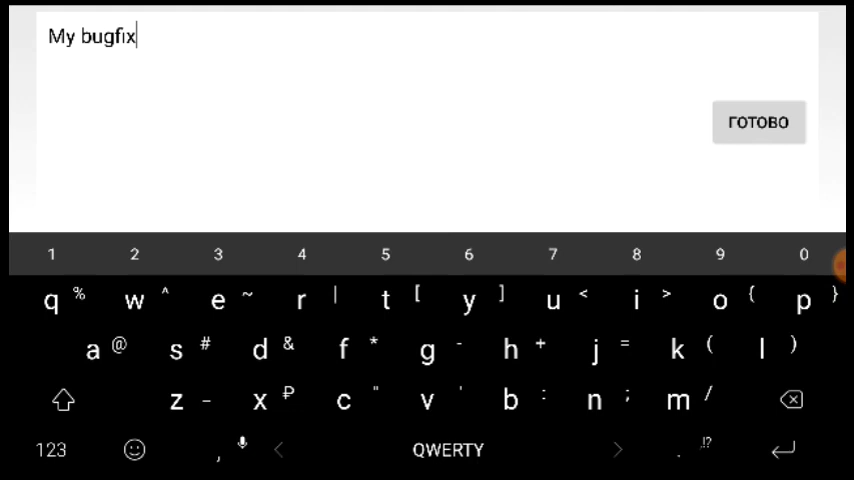 My bugfix
ГОТОВО
1 2 3 4 5 6 7 8 9 0
q % w ^ e ~ r | t [ y ] u < i > o { p }
a @ s # d & f * g - h + j = k ( l )
z _ x ₽ c " v ' b : n ; m /
123 , < QWERTY > . ,!?